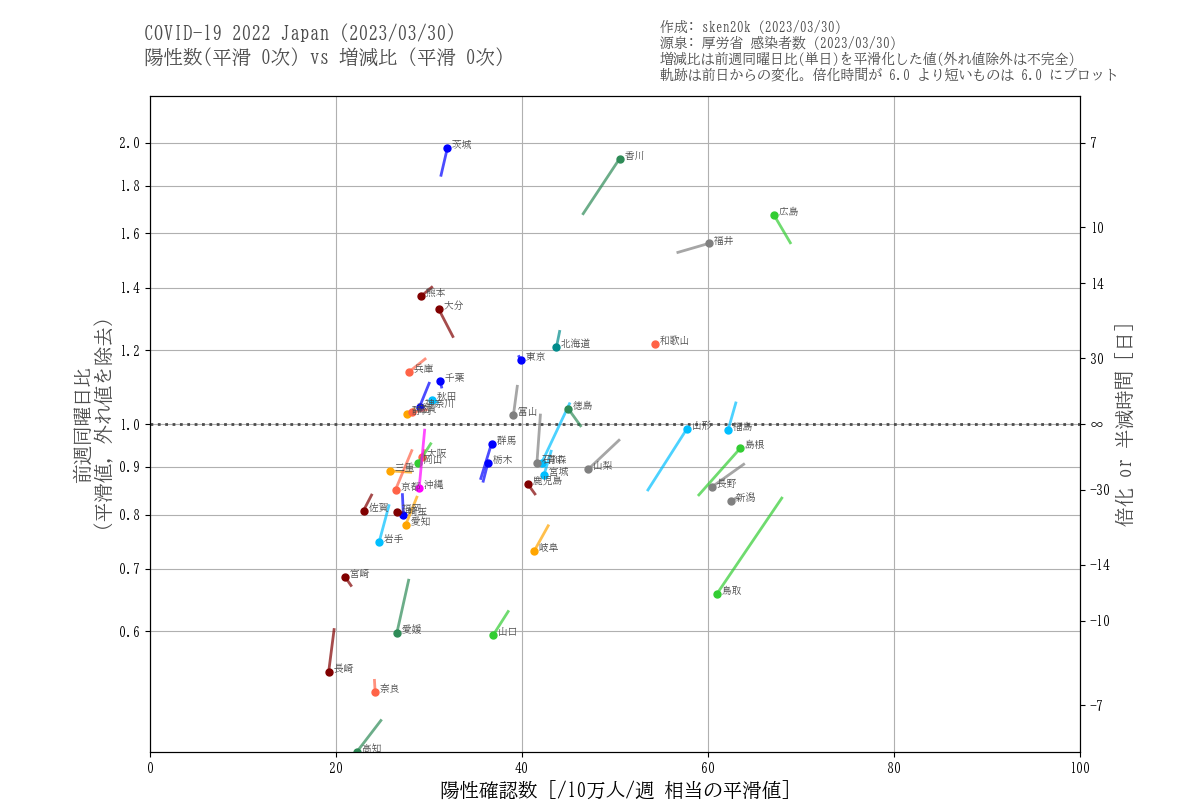 COVID-19 2022 Japan (2023/03/30)
陽性数(平滑 0次) vs 増減比 (平滑 0次)
作成: sken20k (2023/03/30)
源泉: 厚労省 感染者数 (2023/03/30)
増減比は前週同曜日比(単日)を平滑化した値(外れ値除外は不完全)
軌跡は前日からの変化。倍化時間が 6.0 より短いものは 6.0 にプロット
前週同曜日比
(平滑値, 外れ値を除去)
2.0
1.8
1.6
1.4
1.2
1.0
0.9
0.8
0.7
0.6
茨城
香川
広島
福井
熊本
大分
北海道
和歌山
東京
兵庫
千葉
秋田
神奈川
富山
徳島
山形
福島
群馬
島根
大阪
岡山
栃木
青森
三重
宮城
山梨
京都
沖縄
鹿児島
長野
新潟
佐賀
埼玉
愛知
岩手
岐阜
宮崎
鳥取
愛媛
山口
長崎
奈良
高知
7
10
14
30
∞
-30
-14
-10
-7
倍化 or 半減時間 [日]
0
20
40
60
80
100
陽性確認数 [/10万人/週 相当の平滑値]